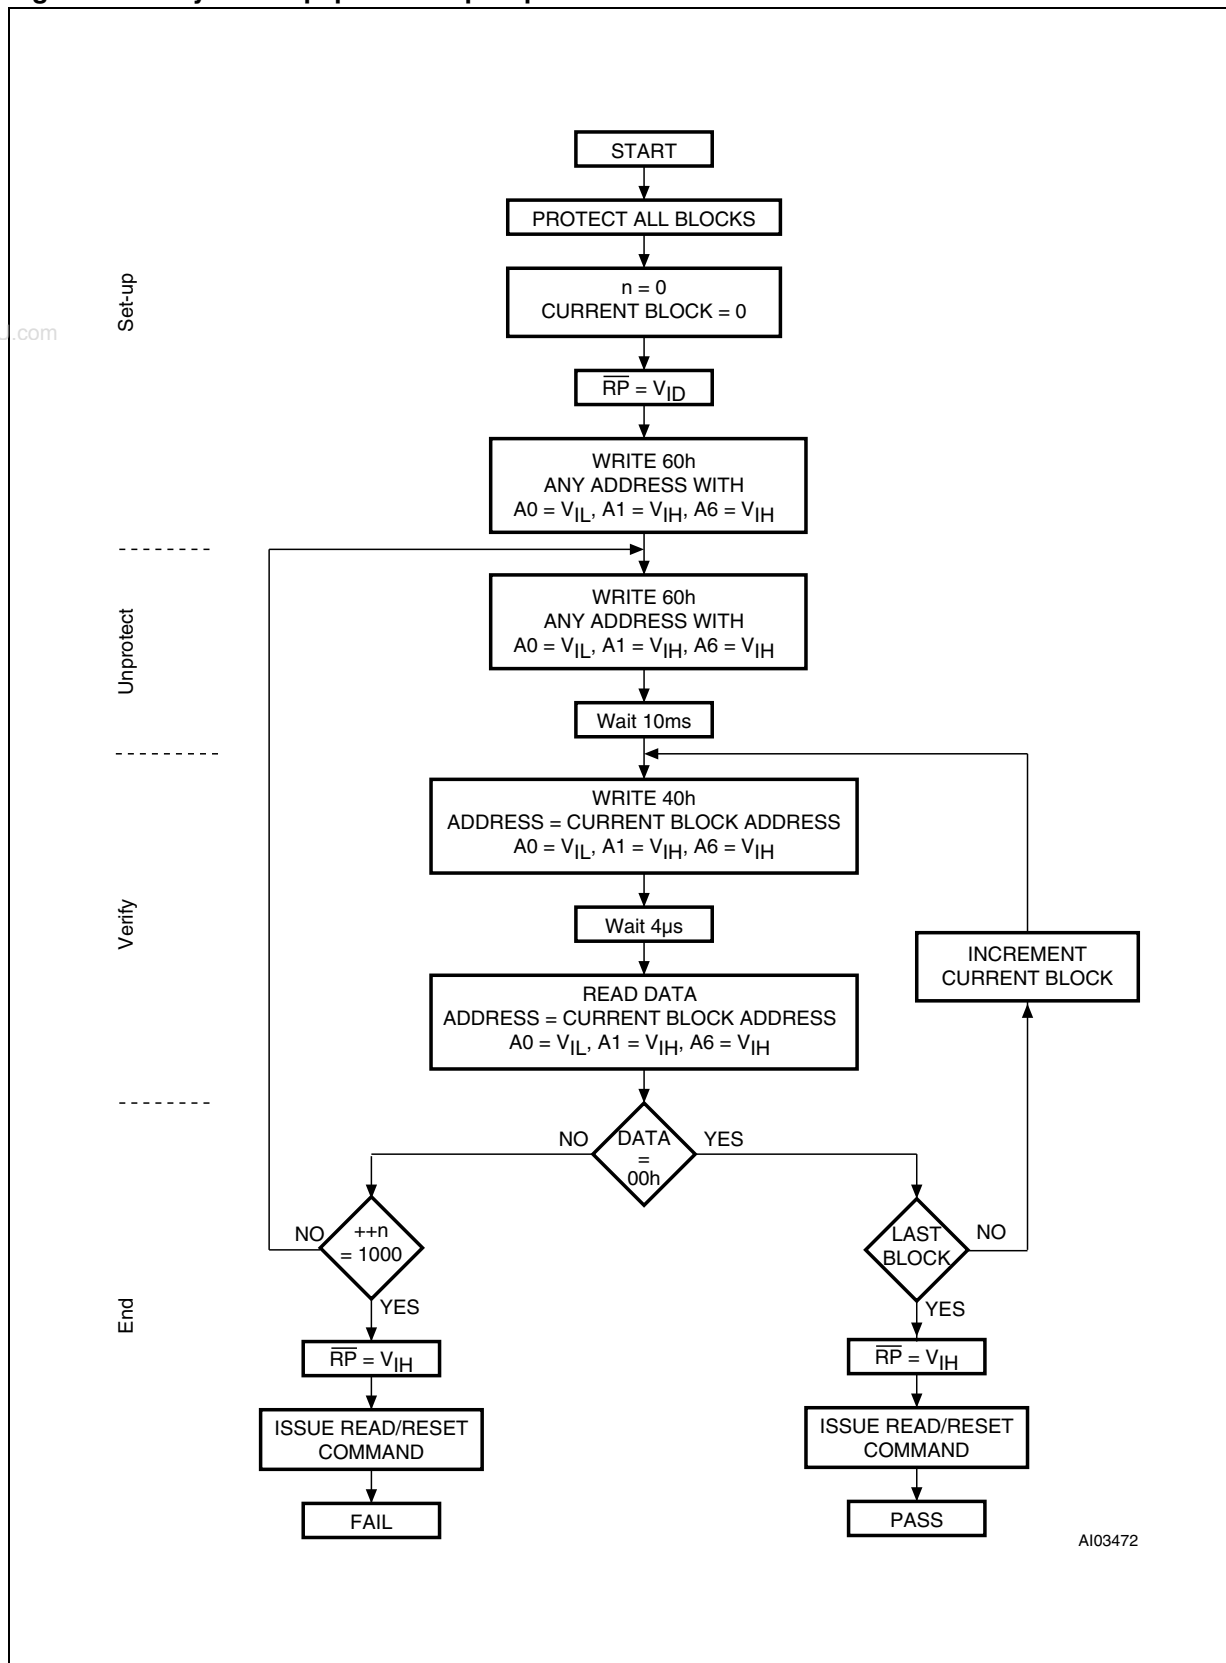 J.com
START
PROTECT ALL BLOCKS
n = 0
CURRENT BLOCK = 0
Set-up
R̅P̅ = VID
WRITE 60h
ANY ADDRESS WITH
A0 = VIL, A1 = VIH, A6 = VIH
WRITE 60h
ANY ADDRESS WITH
A0 = VIL, A1 = VIH, A6 = VIH
Unprotect
Wait 10ms
WRITE 40h
ADDRESS = CURRENT BLOCK ADDRESS
A0 = VIL, A1 = VIH, A6 = VIH
Verify
Wait 4µs
INCREMENT
CURRENT BLOCK
READ DATA
ADDRESS = CURRENT BLOCK ADDRESS
A0 = VIL, A1 = VIH, A6 = VIH
NO
DATA
=
00h
YES
NO
++n
= 1000
YES
LAST
BLOCK
NO
YES
End
R̅P̅ = VIH
R̅P̅ = VIH
ISSUE READ/RESET
COMMAND
ISSUE READ/RESET
COMMAND
FAIL
PASS
AI03472